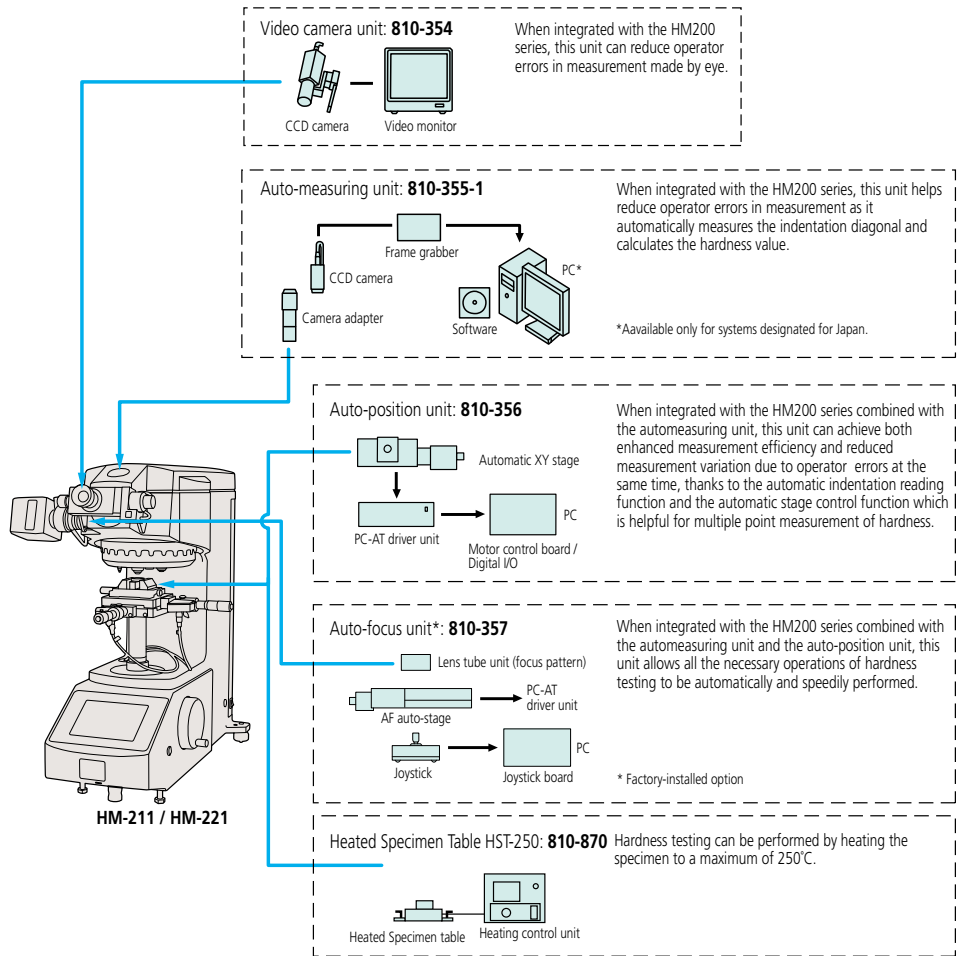 Video camera unit: 810-354
When integrated with the HM200
series, this unit can reduce operator
errors in measurement made by eye.
CCD camera
Video monitor
Auto-measuring unit: 810-355-1
When integrated with the HM200 series, this unit helps
reduce operator errors in measurement as it
automatically measures the indentation diagonal and
calculates the hardness value.
Frame grabber
CCD camera
PC*
Camera adapter
Software
*Aavailable only for systems designated for Japan.
Auto-position unit: 810-356
When integrated with the HM200 series combined with
the automeasuring unit, this unit can achieve both
enhanced measurement efficiency and reduced
measurement variation due to operator errors at the
same time, thanks to the automatic indentation reading
function and the automatic stage control function which
is helpful for multiple point measurement of hardness.
Automatic XY stage
PC
PC-AT driver unit
Motor control board /
Digital I/O
Auto-focus unit*: 810-357
When integrated with the HM200 series combined with
the automeasuring unit and the auto-position unit, this
unit allows all the necessary operations of hardness
testing to be automatically and speedily performed.
Lens tube unit (focus pattern)
PC-AT
driver unit
AF auto-stage
PC
Joystick
Joystick board
* Factory-installed option
HM-211 / HM-221
Heated Specimen Table HST-250: 810-870
Hardness testing can be performed by heating the
specimen to a maximum of 250˚C.
Heated Specimen table
Heating control unit